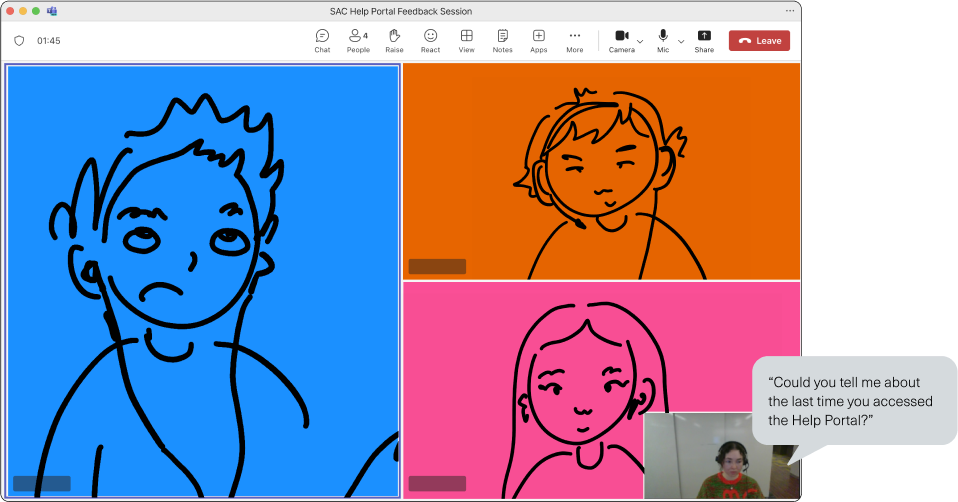 SAC Help Portal Feedback Session
01:45
Chat
People
4
Raise
React
View
Notes
Apps
More
Camera
Mic
Share
Leave
“Could you tell me about
the last time you accessed
the Help Portal?”